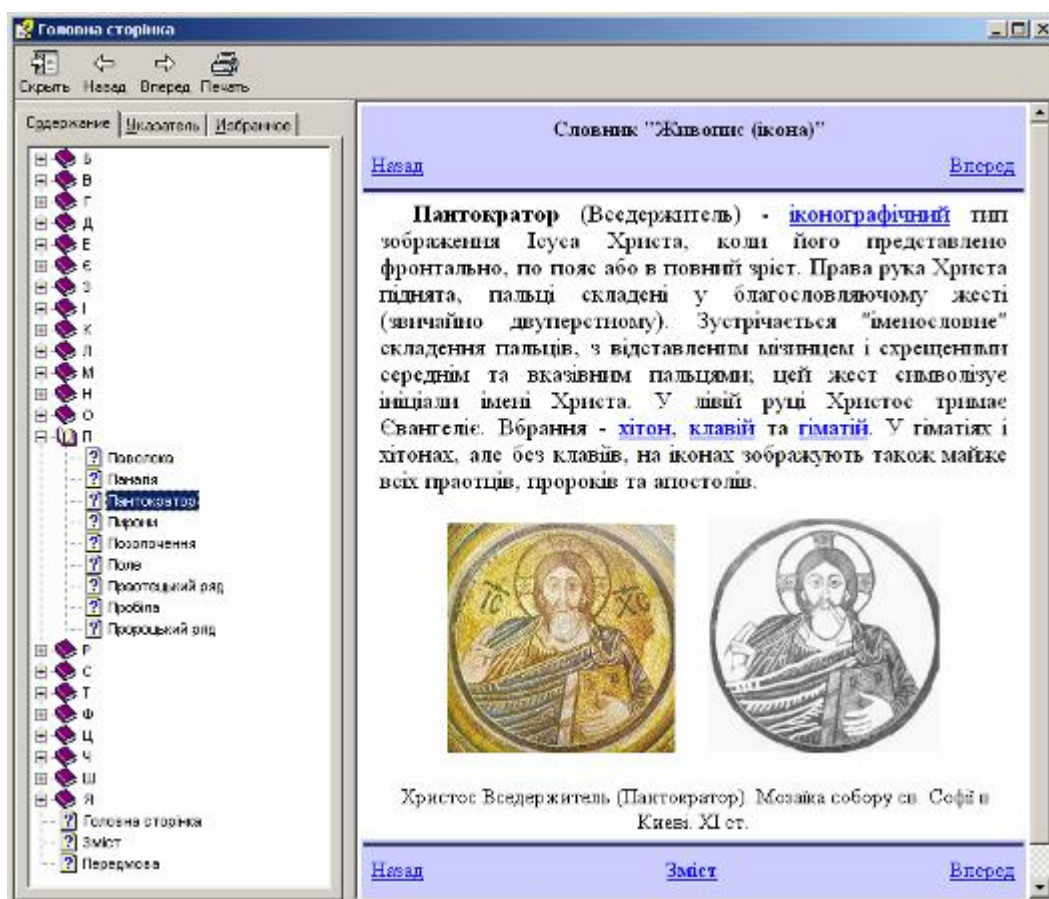 Головна сторінка
Скрыть Назад Вперед Печать
Содержание Указатель Избранное
Б
В
Г
Д
Е
Є
З
І
К
Л
М
Н
О
П
Паволока
Панагія
Пантократор
Пирони
Позолочення
Поле
Праотецький ряд
Пробіла
Пророцький ряд
Р
С
Т
Ф
Ц
Ч
Ш
Я
Головна сторінка
Зміст
Передмова
Словник "Живопис (ікона)"
Назад Вперед
Пантократор (Вседержитель) - іконографічний тип
зображення Ісуса Христа, коли його представлено
фронтально, по пояс або в повний зріст. Права рука Христа
піднята, пальці складені у благословляючому жесті
(звичайно двуперстному). Зустрічається "іменословне"
складення пальців, з відставленим мізинцем і схрещеними
середнім та вказівним пальцями; цей жест символізує
ініціали імені Христа. У лівій руці Христос тримає
Євангеліє. Вбрання - хітон, клавій та гіматій. У гіматіях і
хітонах, але без клавіїв, на іконах зображують також майже
всіх праотців, пророків та апостолів.
ІС ХС
Христос Вседержитель (Пантократор). Мозаїка собору св. Софії в
Києві. XI ст.
Назад Зміст Вперед